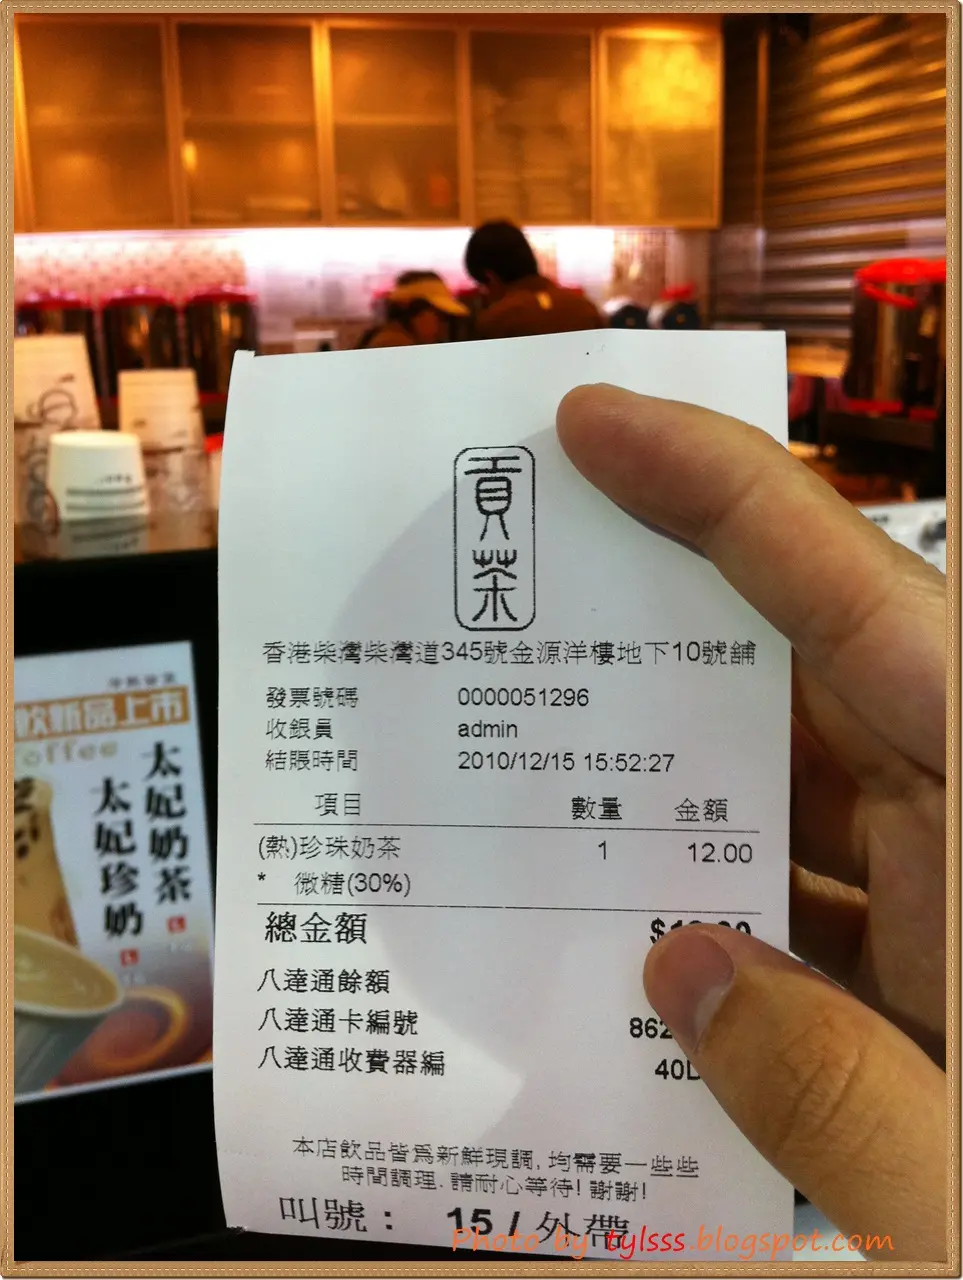 貢茶
香港柴灣柴灣道345號金源洋樓地下10號舖
發票號碼 0000051296
收銀員 admin
結賬時間 2010/12/15 15:52:27
項目 數量 金額
(熱)珍珠奶茶 1 12.00
* 微糖(30%)
總金額
八達通餘額
八達通卡編號 862
八達通收費器編 40
本店飲品皆爲新鮮現調, 均需要一些些
時間調理. 請耐心等待! 謝謝!
叫號： 15 / 外帶
飲新品上市
offee
太妃奶茶
太妃珍奶
Photo by tylsss.blogspot.com